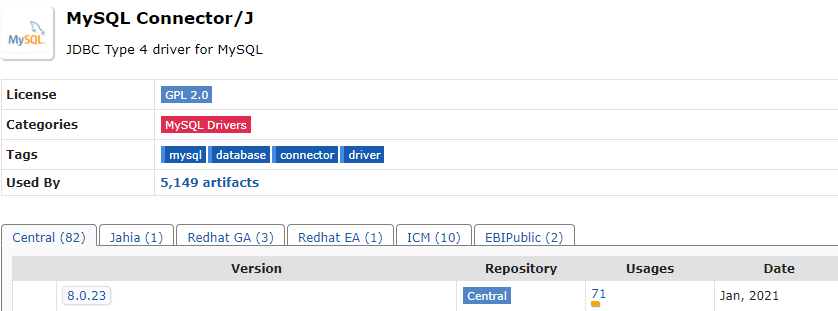 MySQL
MySQL Connector/J
JDBC Type 4 driver for MySQL
License GPL 2.0
Categories MySQL Drivers
Tags mysql database connector driver
Used By 5,149 artifacts
Central (82) Jahia (1) Redhat GA (3) Redhat EA (1) ICM (10) EBIPublic (2)
Version Repository Usages Date
8.0.23 Central 71 Jan, 2021